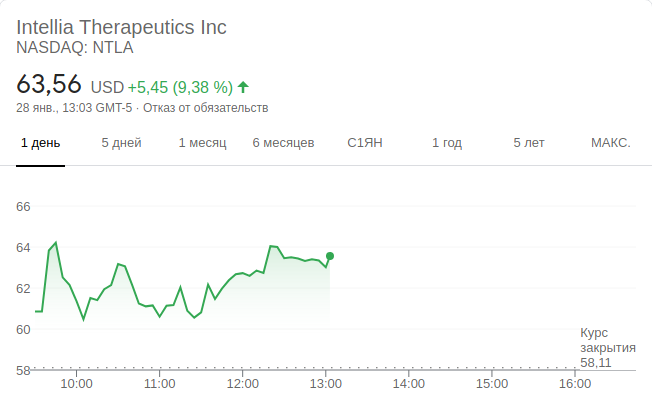 Intellia Therapeutics Inc
NASDAQ: NTLA
63,56 USD +5,45 (9,38 %)
28 янв., 13:03 GMT-5 · Отказ от обязательств
1 день 5 дней 1 месяц 6 месяцев С1ЯН 1 год 5 лет МАКС.
66
64
62
60
Курс
закрытия
58,11
58
10:00 11:00 12:00 13:00 14:00 15:00 16:00